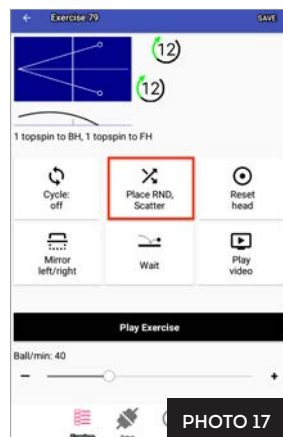 Exercise 79
SAVE
12
12
1 topspin to BH, 1 topspin to FH
Cycle:
off
Place RND,
Scatter
Reset
head
Mirror
left/right
Wait
Play
video
Play Exercise
Ball/min: 40
PHOTO 17